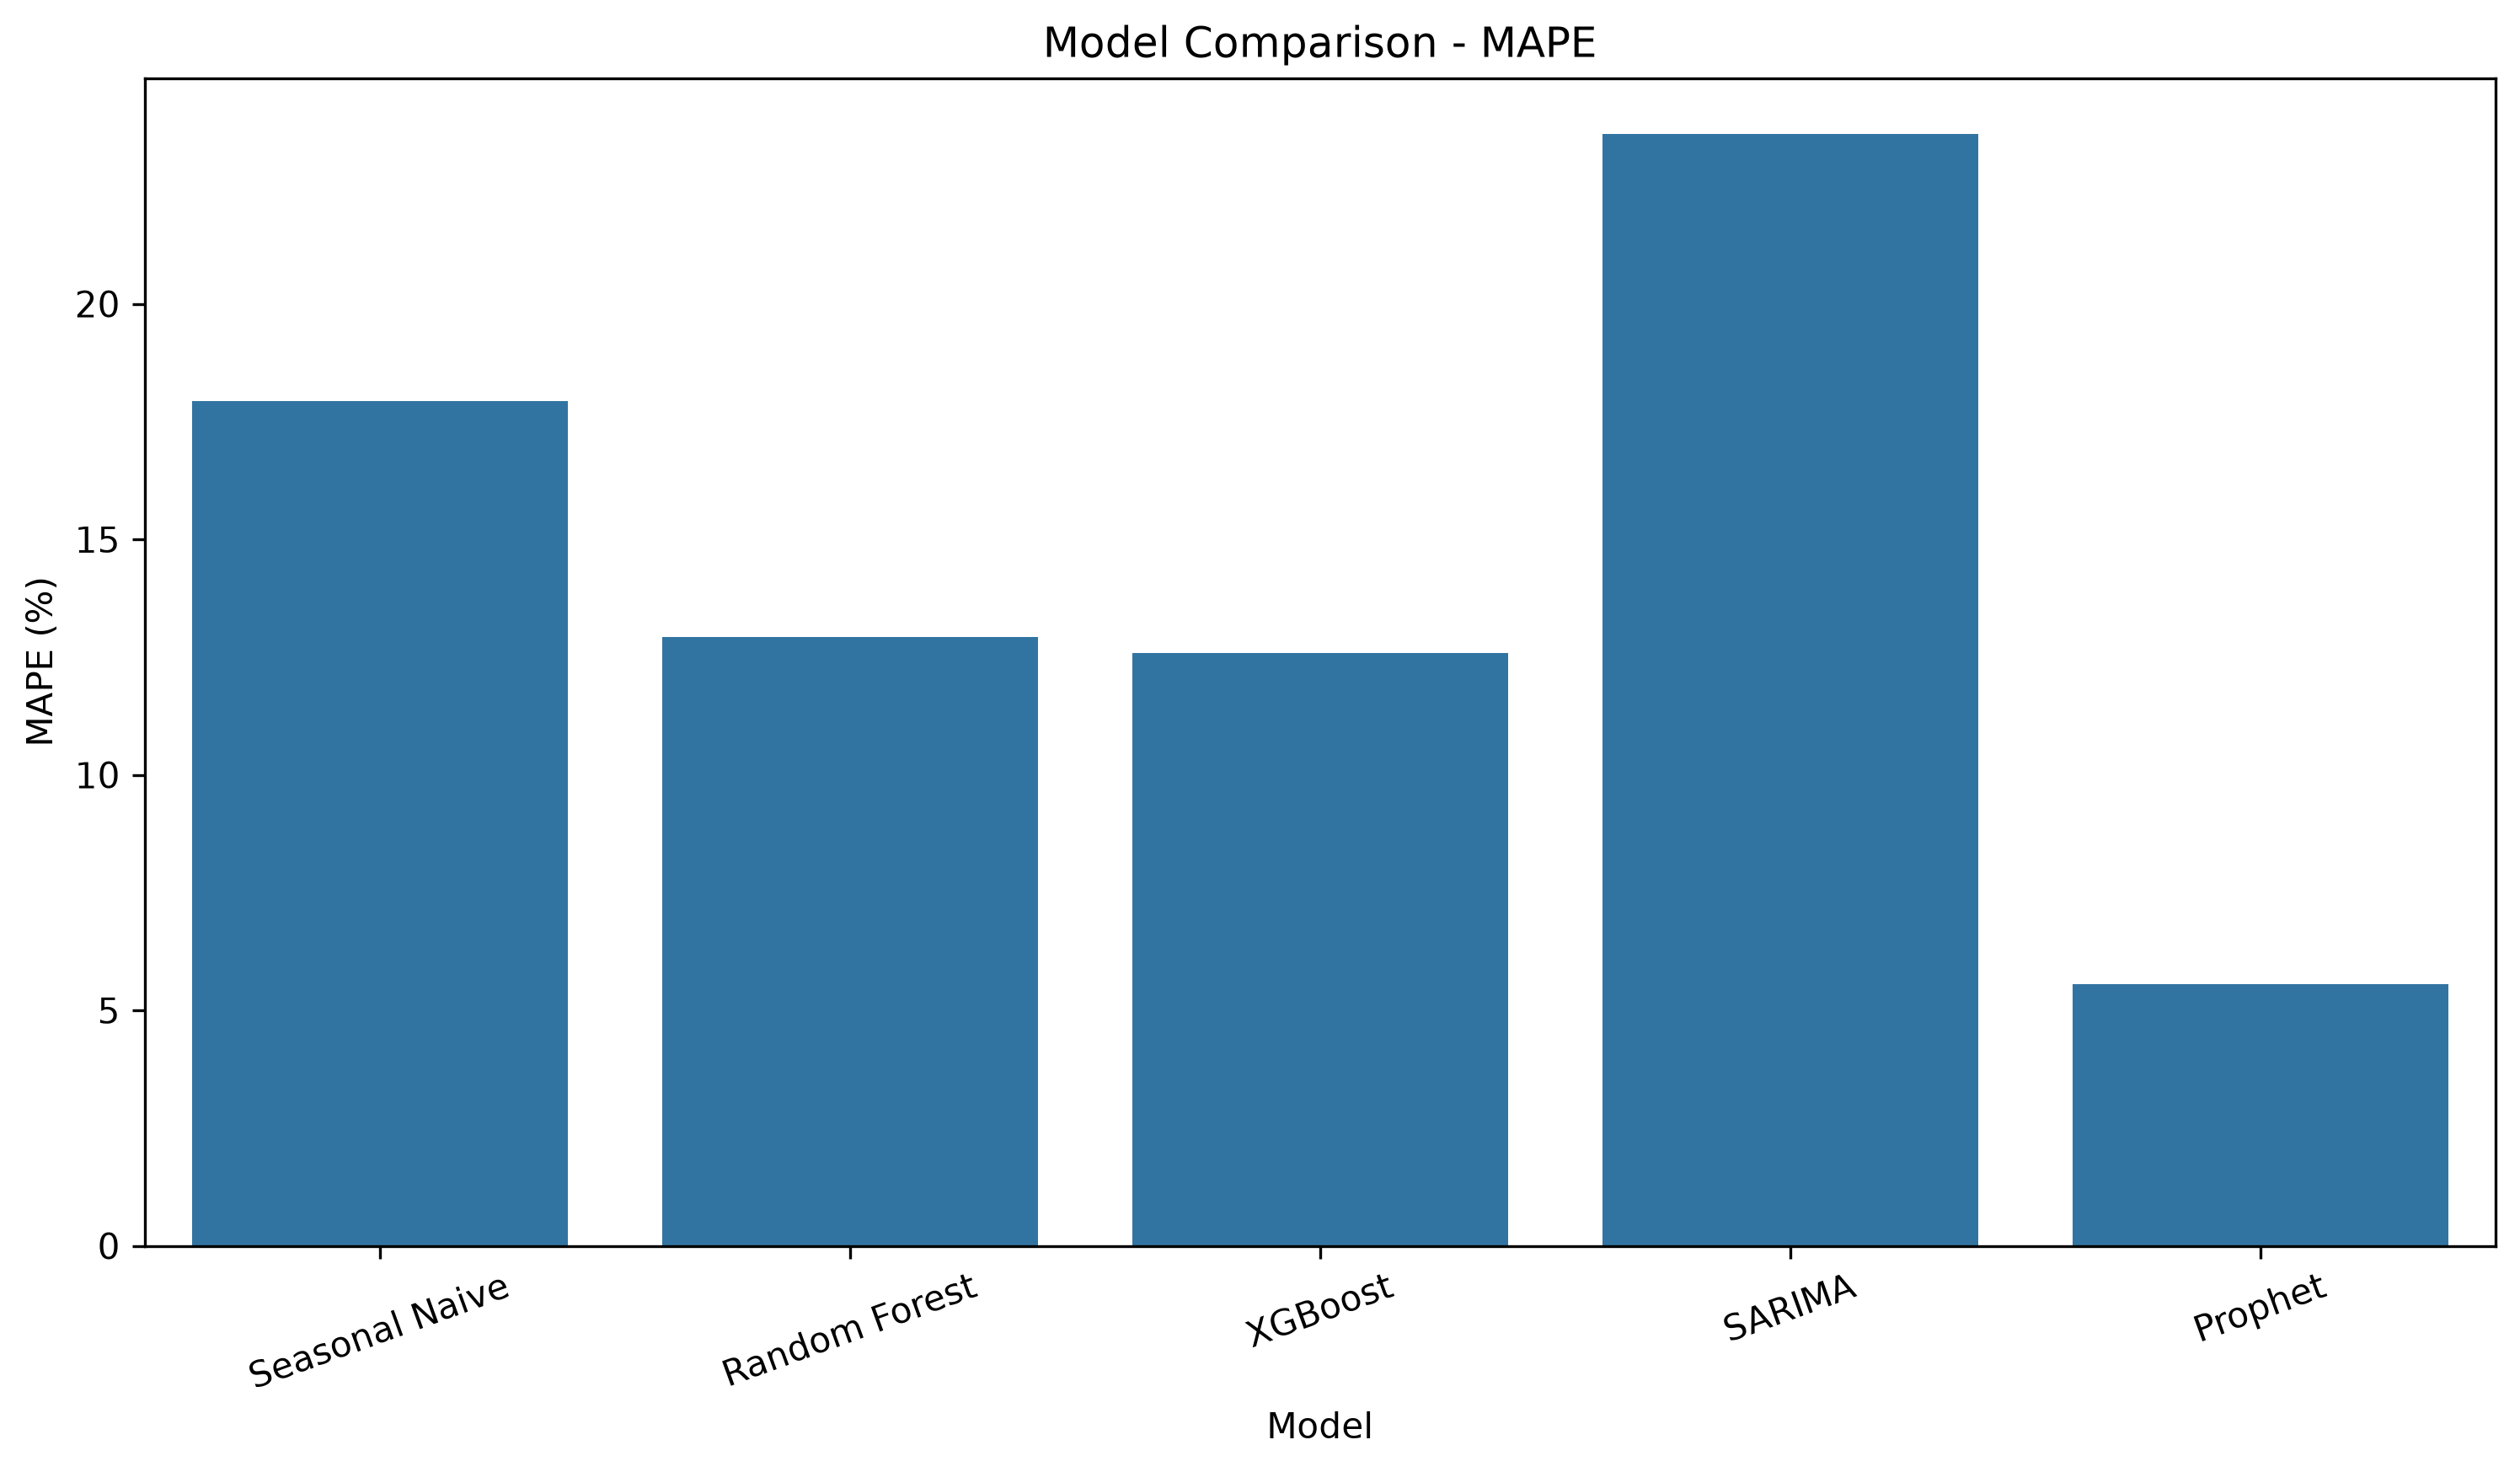 Model Comparison - MAPE
MAPE (%)
20
15
10
5
0
Seasonal Naive
Random Forest
XGBoost
SARIMA
Prophet
Model